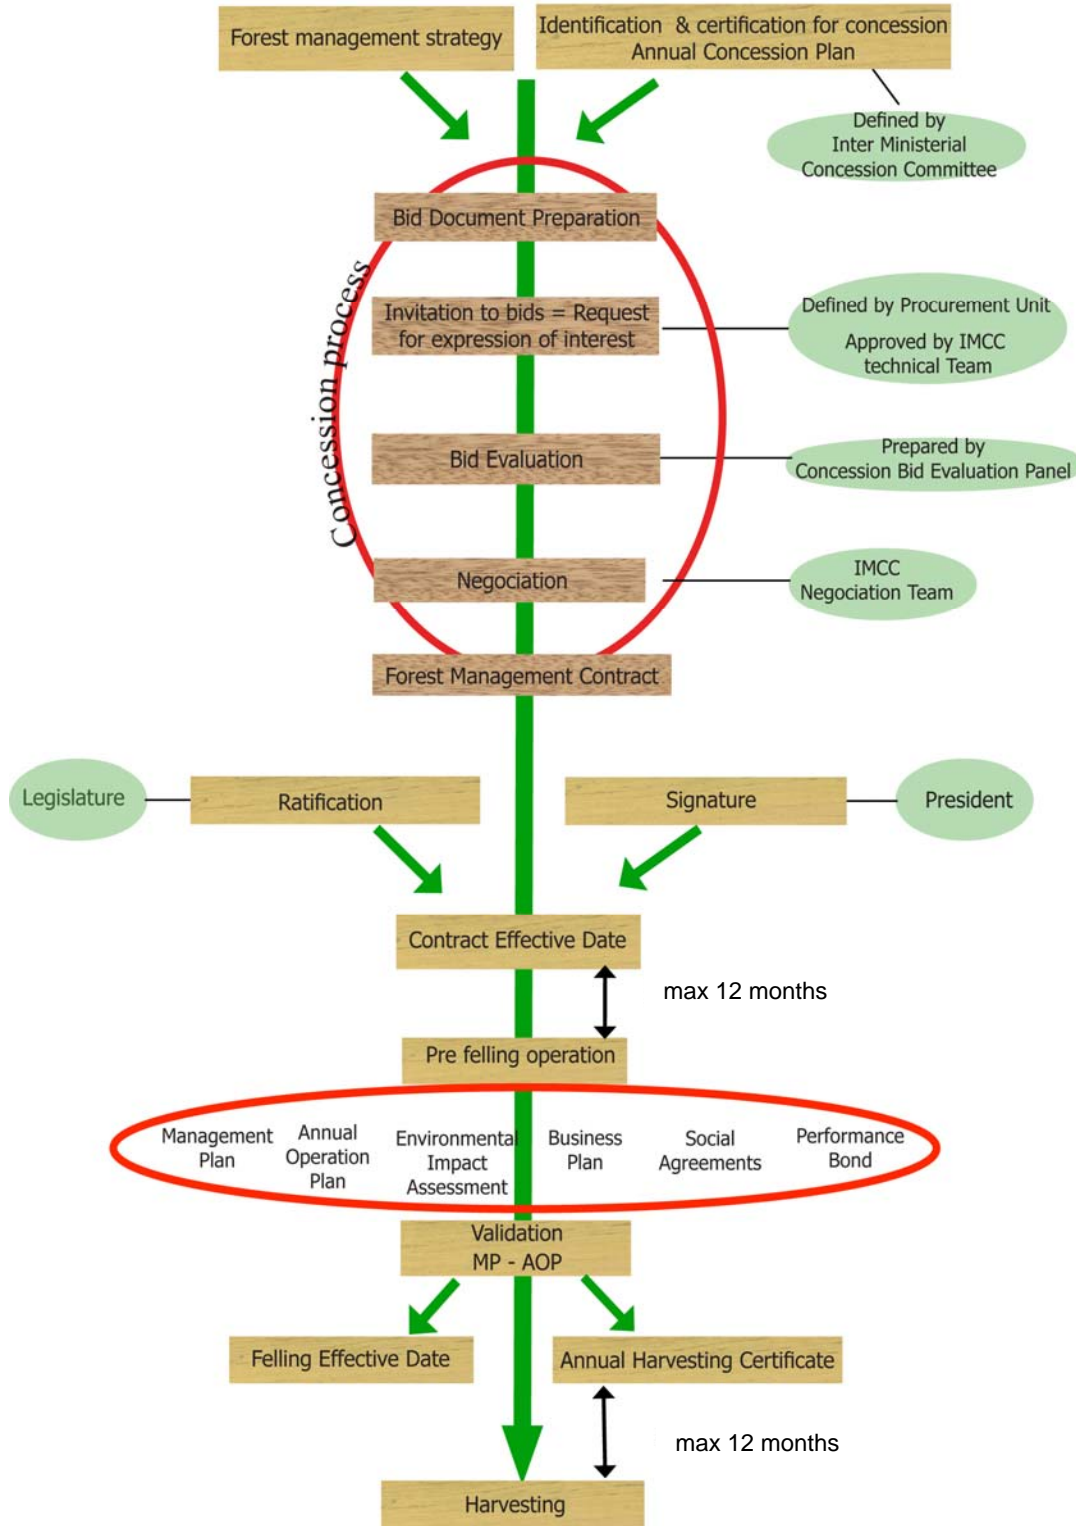 Forest management strategy
Identification & certification for concession
Annual Concession Plan
Defined by
Inter Ministerial
Concession Committee
Bid Document Preparation
Concession process
Invitation to bids = Request
for expression of interest
Defined by Procurement Unit
Approved by IMCC
technical Team
Bid Evaluation
Prepared by
Concession Bid Evaluation Panel
Negociation
IMCC
Negociation Team
Forest Management Contract
Legislature
Ratification
Signature
President
Contract Effective Date
max 12 months
Pre felling operation
Management
Plan
Annual
Operation
Plan
Environmental
Impact
Assessment
Business
Plan
Social
Agreements
Performance
Bond
Validation
MP - AOP
Felling Effective Date
Annual Harvesting Certificate
max 12 months
Harvesting